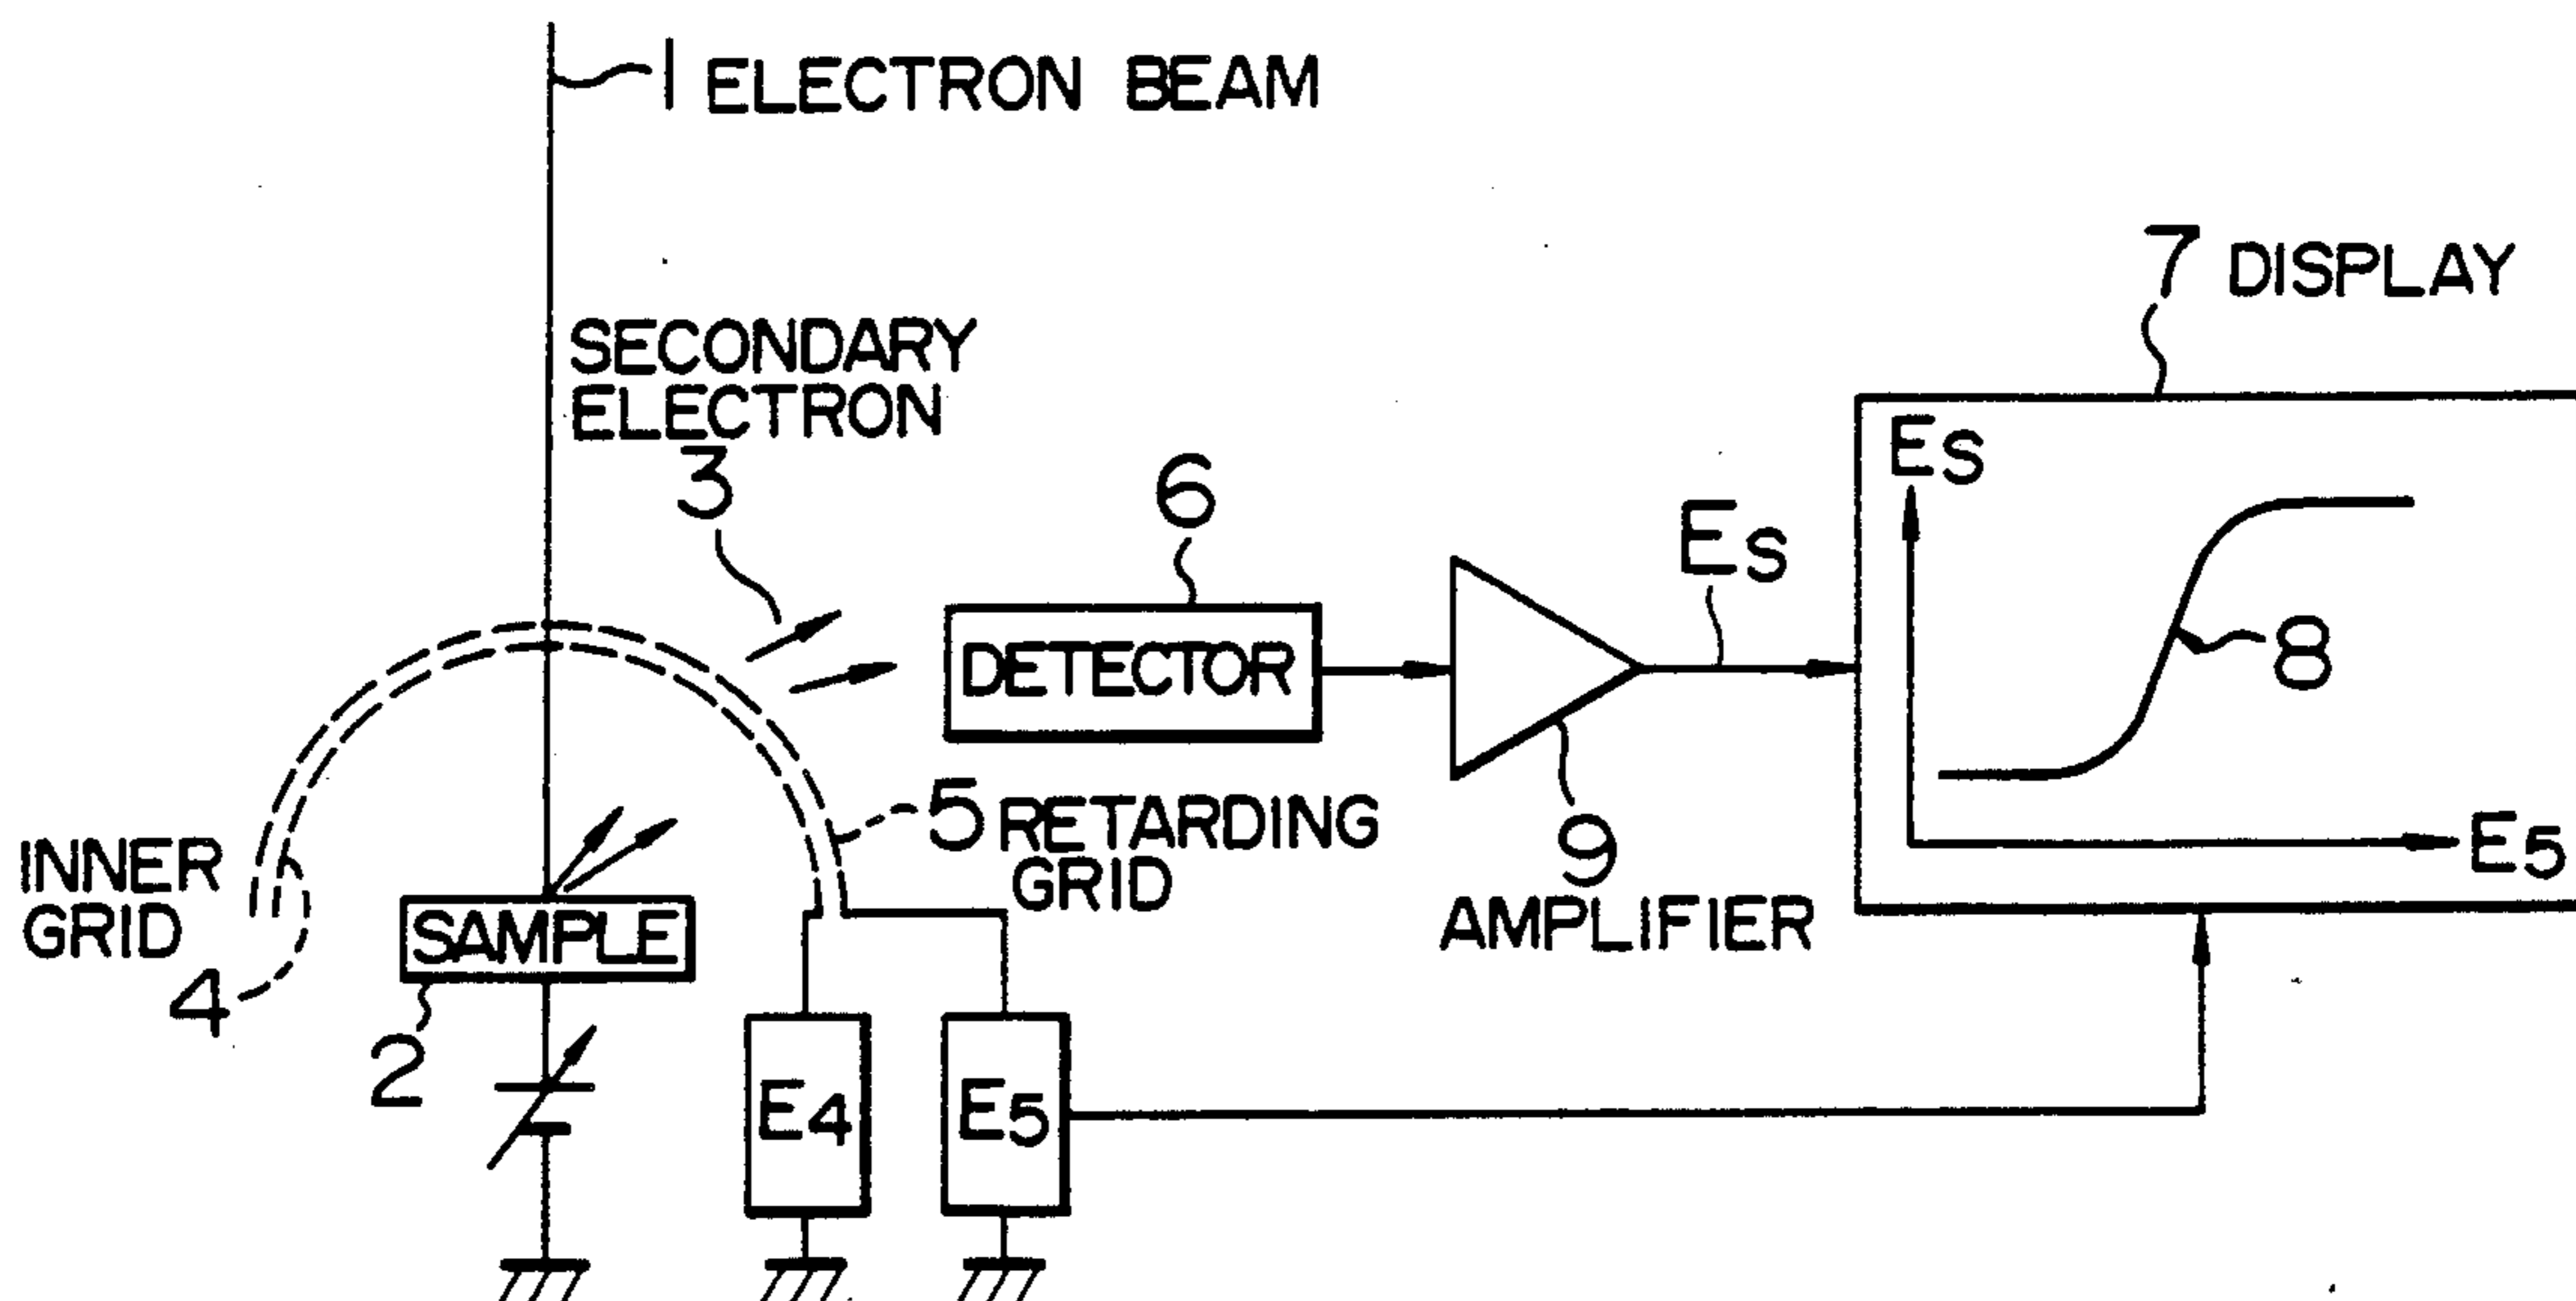 1 ELECTRON BEAM
7 DISPLAY
SECONDARY
ELECTRON
3
6
Es
Es
DETECTOR
8
5 RETARDING
GRID
9
AMPLIFIER
E5
INNER
GRID
4
SAMPLE
2
E4
E5